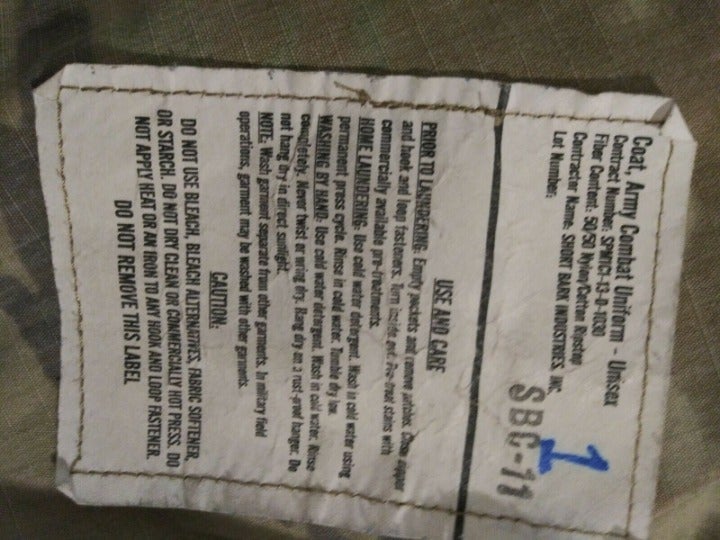 Coat, Army Combat Uniform - Unisex
Contract Number: SPM1C1-13-D-1030
Fiber Content: 50/50 Nylon/Cotton Ripstop
Contractor Name: SHORT BARK INDUSTRIES, INC.
Lot Number:
1
SBC-11
USE AND CARE
PRIOR TO LAUNDERING: Empty pockets and remove patches. Close zipper
and hook and loop fasteners. Turn inside out. Pre-treat stains with
commercially available pre-treatments.
HOME LAUNDERING: Use cold water detergent. Wash in cold water using
permanent press cycle. Rinse in cold water. Tumble dry low.
WASHING BY HAND: Use cold water detergent. Wash in cold water. Rinse
completely. Never twist or wring dry. Hang dry on a rust-proof hanger. Do
not hang dry in direct sunlight.
NOTE: Wash garment separate from other garments. In military field
operations, garment may be washed with other garments.
CAUTION:
DO NOT USE BLEACH, BLEACH ALTERNATIVES, FABRIC SOFTENER,
OR STARCH. DO NOT DRY CLEAN OR COMMERCIALLY HOT PRESS. DO
NOT APPLY HEAT OR AN IRON TO ANY HOOK AND LOOP FASTENER.
DO NOT REMOVE THIS LABEL